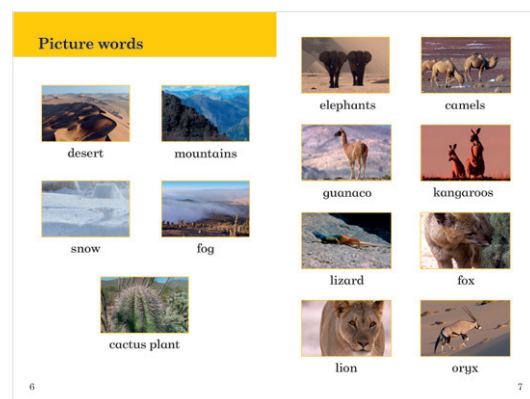 Picture words
desert
mountains
snow
fog
cactus plant
6
elephants
camels
guanaco
kangaroos
lizard
fox
lion
oryx
7